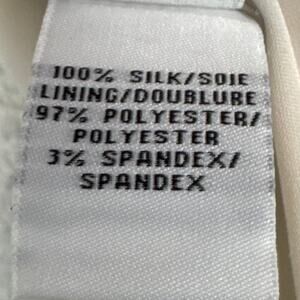 100% SILK/SOIE
LINING/DOUBLURE
97% POLYESTER/
POLYESTER
3% SPANDEX/
SPANDEX